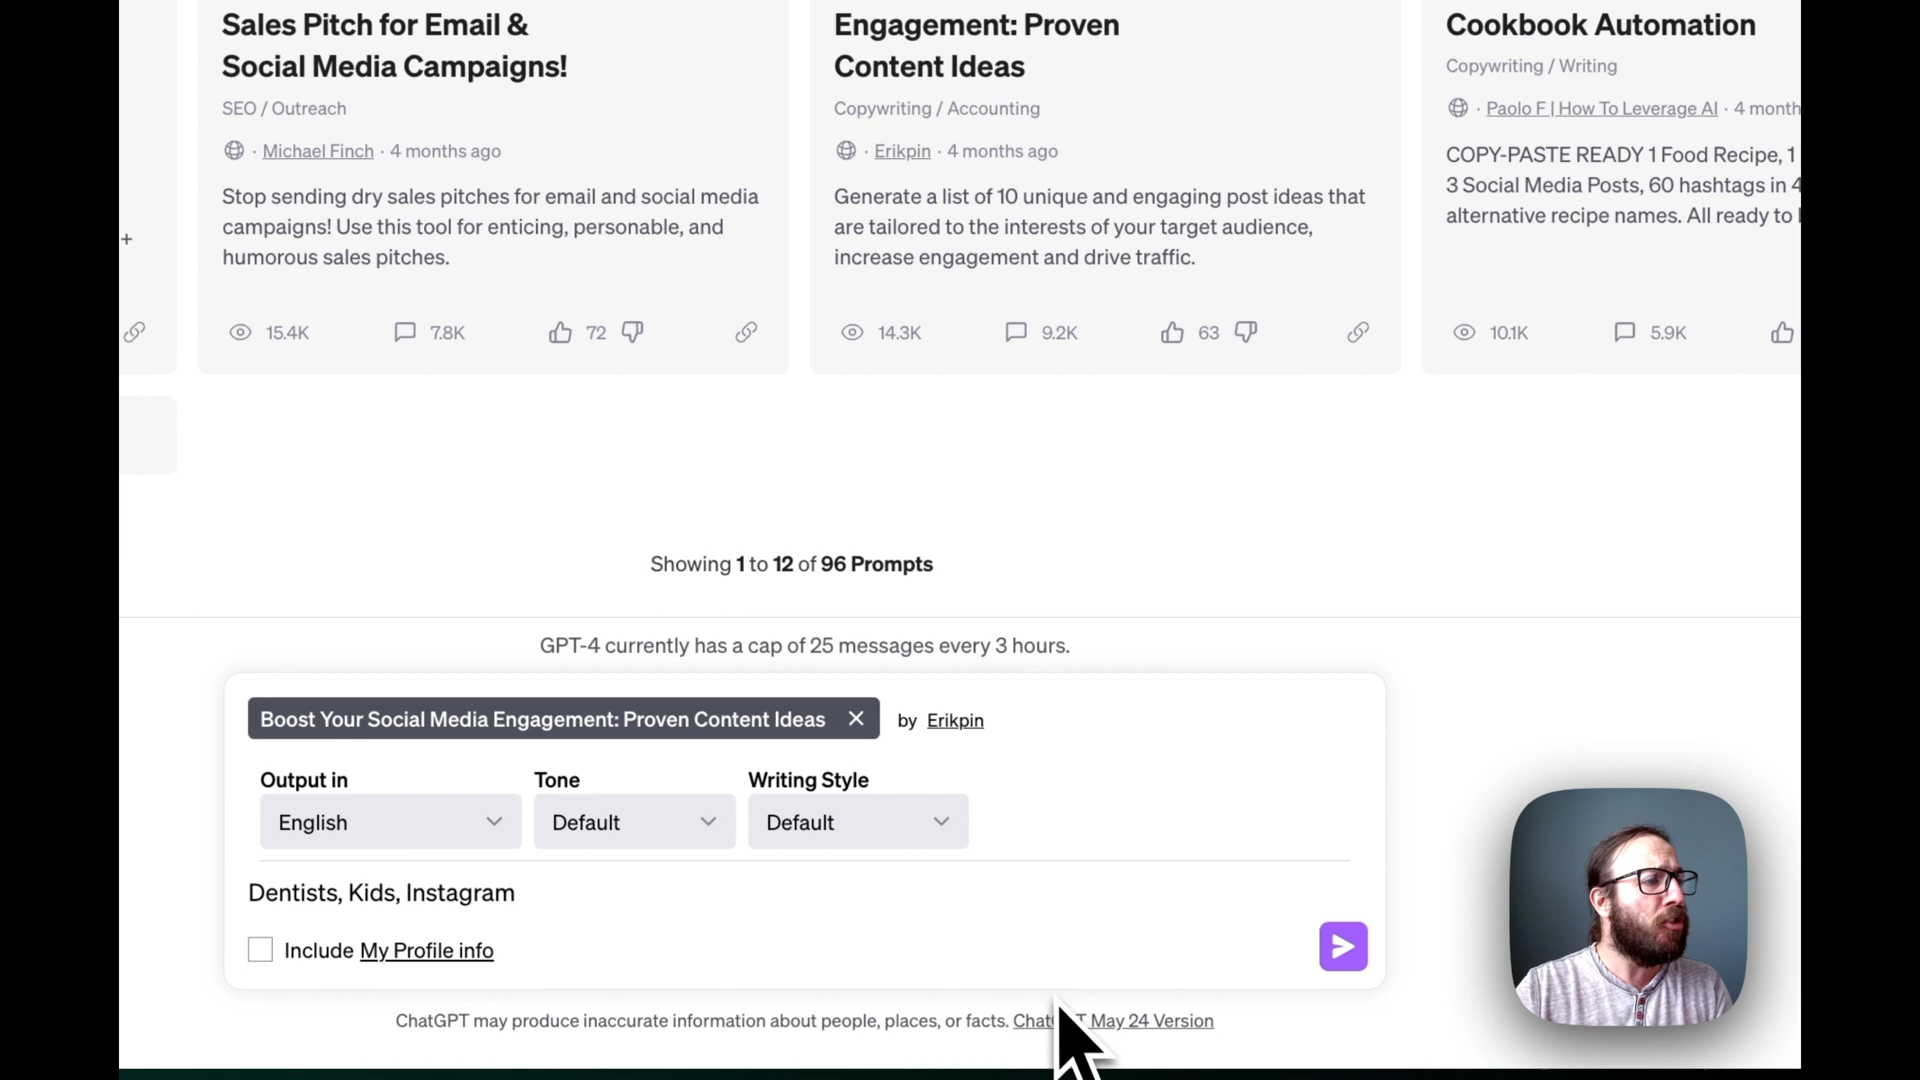 Sales Pitch for Email &
Social Media Campaigns!
SEO / Outreach
· Michael Finch · 4 months ago
Stop sending dry sales pitches for email and social media
campaigns! Use this tool for enticing, personable, and
humorous sales pitches.
15.4K 7.8K 72
Engagement: Proven
Content Ideas
Copywriting / Accounting
· Erikpin · 4 months ago
Generate a list of 10 unique and engaging post ideas that
are tailored to the interests of your target audience,
increase engagement and drive traffic.
14.3K 9.2K 63
Cookbook Automation
Copywriting / Writing
· Paolo F | How To Leverage AI · 4 month
COPY-PASTE READY 1 Food Recipe, 1
3 Social Media Posts, 60 hashtags in 4
alternative recipe names. All ready to
10.1K 5.9K
+
Showing 1 to 12 of 96 Prompts
GPT-4 currently has a cap of 25 messages every 3 hours.
Boost Your Social Media Engagement: Proven Content Ideas × by Erikpin
Output in Tone Writing Style
English Default Default
Dentists, Kids, Instagram
Include My Profile info
ChatGPT may produce inaccurate information about people, places, or facts. Chat T May 24 Version